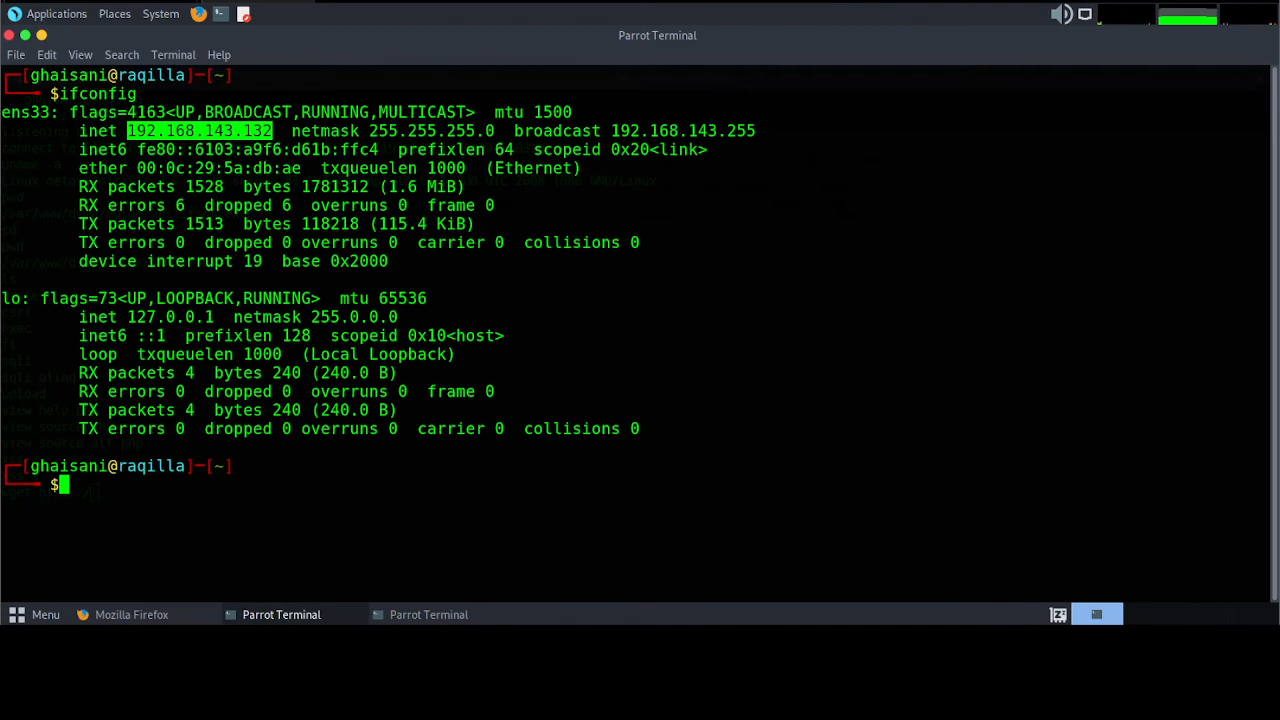 Applications Places System
Parrot Terminal
File Edit View Search Terminal Help
┌─[ghaisani@raqilla]─[~]
└──╼ $ifconfig
ens33: flags=4163<UP,BROADCAST,RUNNING,MULTICAST>  mtu 1500
        inet 192.168.143.132  netmask 255.255.255.0  broadcast 192.168.143.255
        inet6 fe80::6103:a9f6:d61b:ffc4  prefixlen 64  scopeid 0x20<link>
        ether 00:0c:29:5a:db:ae  txqueuelen 1000  (Ethernet)
        RX packets 1528  bytes 1781312 (1.6 MiB)
        RX errors 6  dropped 6  overruns 0  frame 0
        TX packets 1513  bytes 118218 (115.4 KiB)
        TX errors 0  dropped 0 overruns 0  carrier 0  collisions 0
        device interrupt 19  base 0x2000
lo: flags=73<UP,LOOPBACK,RUNNING>  mtu 65536
        inet 127.0.0.1  netmask 255.0.0.0
        inet6 ::1  prefixlen 128  scopeid 0x10<host>
        loop  txqueuelen 1000  (Local Loopback)
        RX packets 4  bytes 240 (240.0 B)
        RX errors 0  dropped 0  overruns 0  frame 0
        TX packets 4  bytes 240 (240.0 B)
        TX errors 0  dropped 0 overruns 0  carrier 0  collisions 0
┌─[ghaisani@raqilla]─[~]
└──╼ $
Menu Mozilla Firefox Parrot Terminal Parrot Terminal